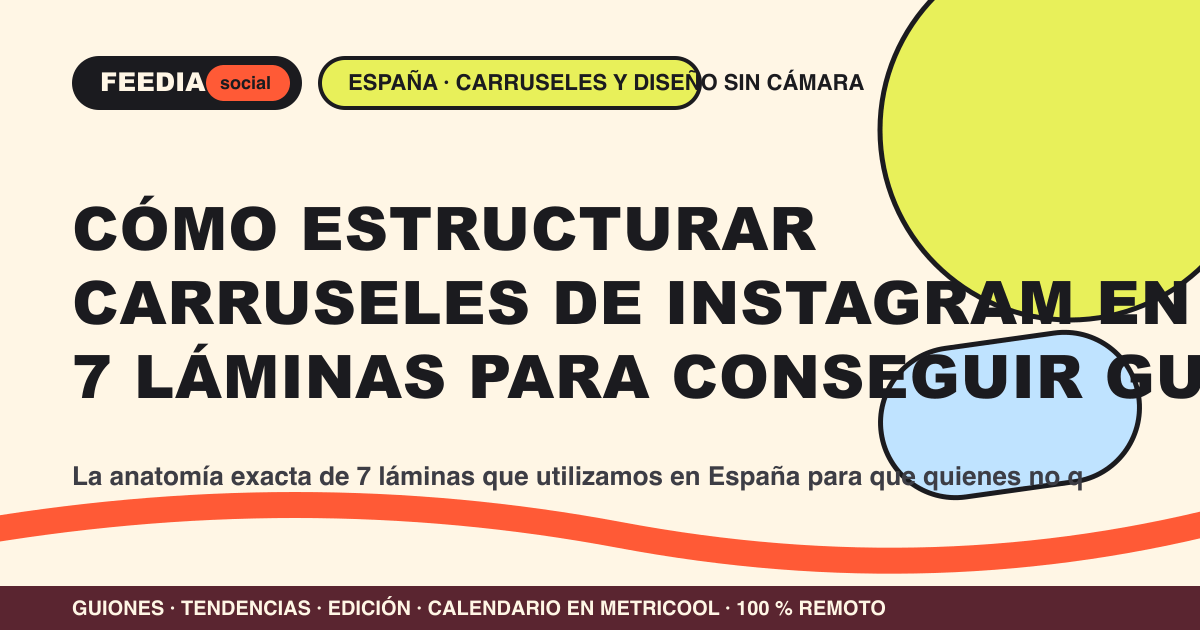 FEEDIA social
ESPAÑA · CARRUSELES Y DISEÑO SIN CÁMARA
CÓMO ESTRUCTURAR
CARRUSELES DE INSTAGRAM EN
7 LÁMINAS PARA CONSEGUIR GU
La anatomía exacta de 7 láminas que utilizamos en España para que quienes no q
GUIONES · TENDENCIAS · EDICIÓN · CALENDARIO EN METRICOOL · 100 % REMOTO